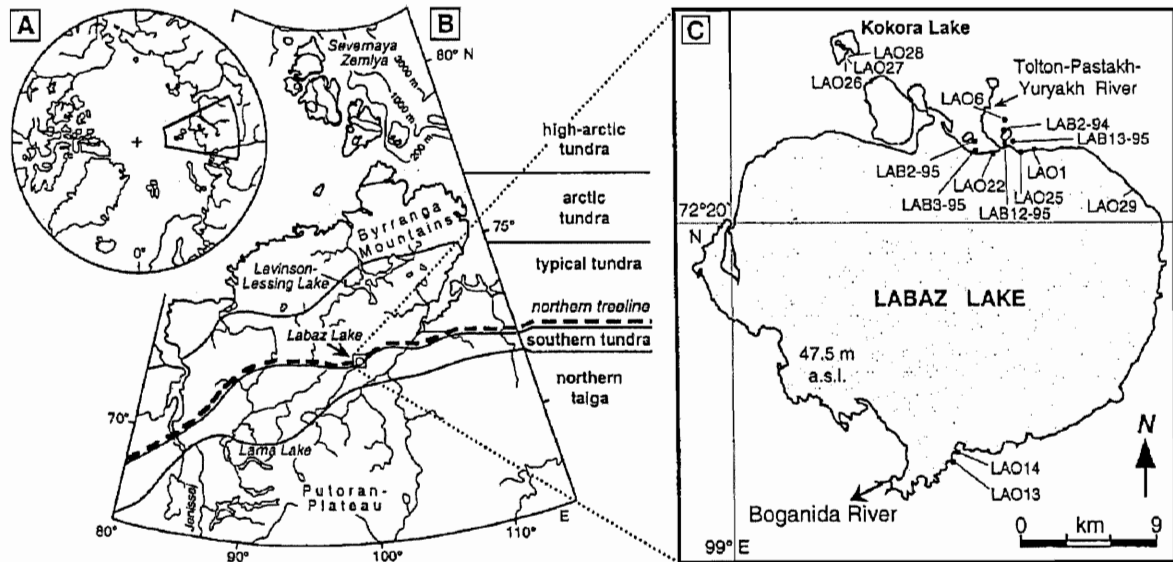 A
0°
B
Severnaya
Zemlya
3000 m
1000 m
200 m
80° N
high-arctic
tundra
arctic
tundra
Byrranga
Mountains
75°
typical tundra
Levinson-
Lessing Lake
northern treeline
Labaz Lake
southern tundra
northern
taiga
70°
Lama Lake
Putoran-
Plateau
Jenissej
80°
90°
100°
110°
E
C
Kokora Lake
LAO28
LAO27
LAO26
Tolton-Pastakh-
Yuryakh River
LAO6
LAB2-94
LAB13-95
LAB2-95
LAO1
LAO22
LAO25
LAB3-95
LAB12-95
LAO29
72°20'
N
LABAZ LAKE
47.5 m
a.s.l.
N
LAO14
LAO13
Boganida River
0 km 9
99° E